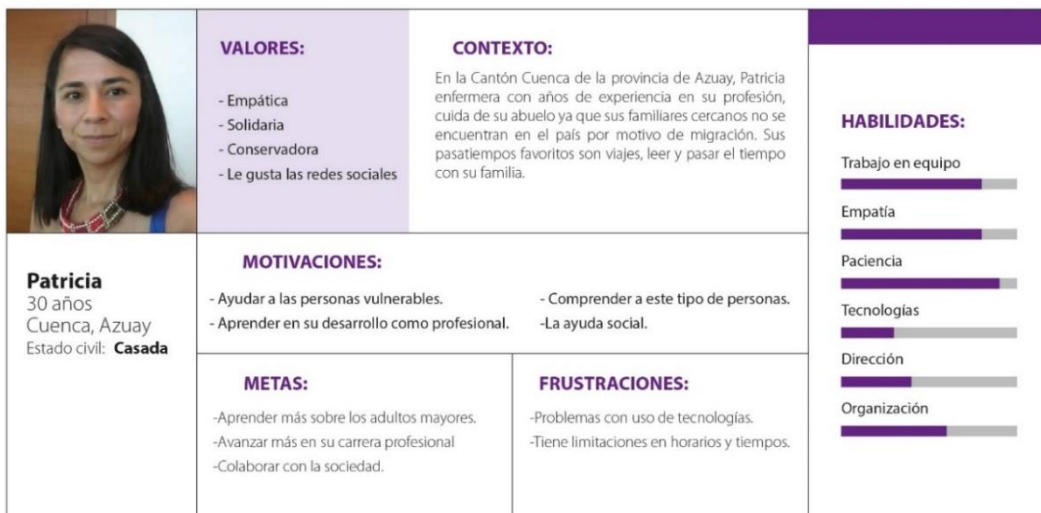 VALORES:
- Empática
- Solidaria
- Conservadora
- Le gusta las redes sociales
CONTEXTO:
En la Cantón Cuenca de la provincia de Azuay, Patricia
enfermera con años de experiencia en su profesión,
cuida de su abuelo ya que sus familiares cercanos no se
encuentran en el país por motivo de migración. Sus
pasatiempos favoritos son viajes, leer y pasar el tiempo
con su familia.
Patricia
30 años
Cuenca, Azuay
Estado civil: Casada
MOTIVACIONES:
- Ayudar a las personas vulnerables.
- Aprender en su desarrollo como profesional.
- Comprender a este tipo de personas.
-La ayuda social.
METAS:
-Aprender más sobre los adultos mayores.
-Avanzar más en su carrera profesional
-Colaborar con la sociedad.
FRUSTRACIONES:
-Problemas con uso de tecnologías.
-Tiene limitaciones en horarios y tiempos.
HABILIDADES:
Trabajo en equipo
Empatía
Paciencia
Tecnologías
Dirección
Organización